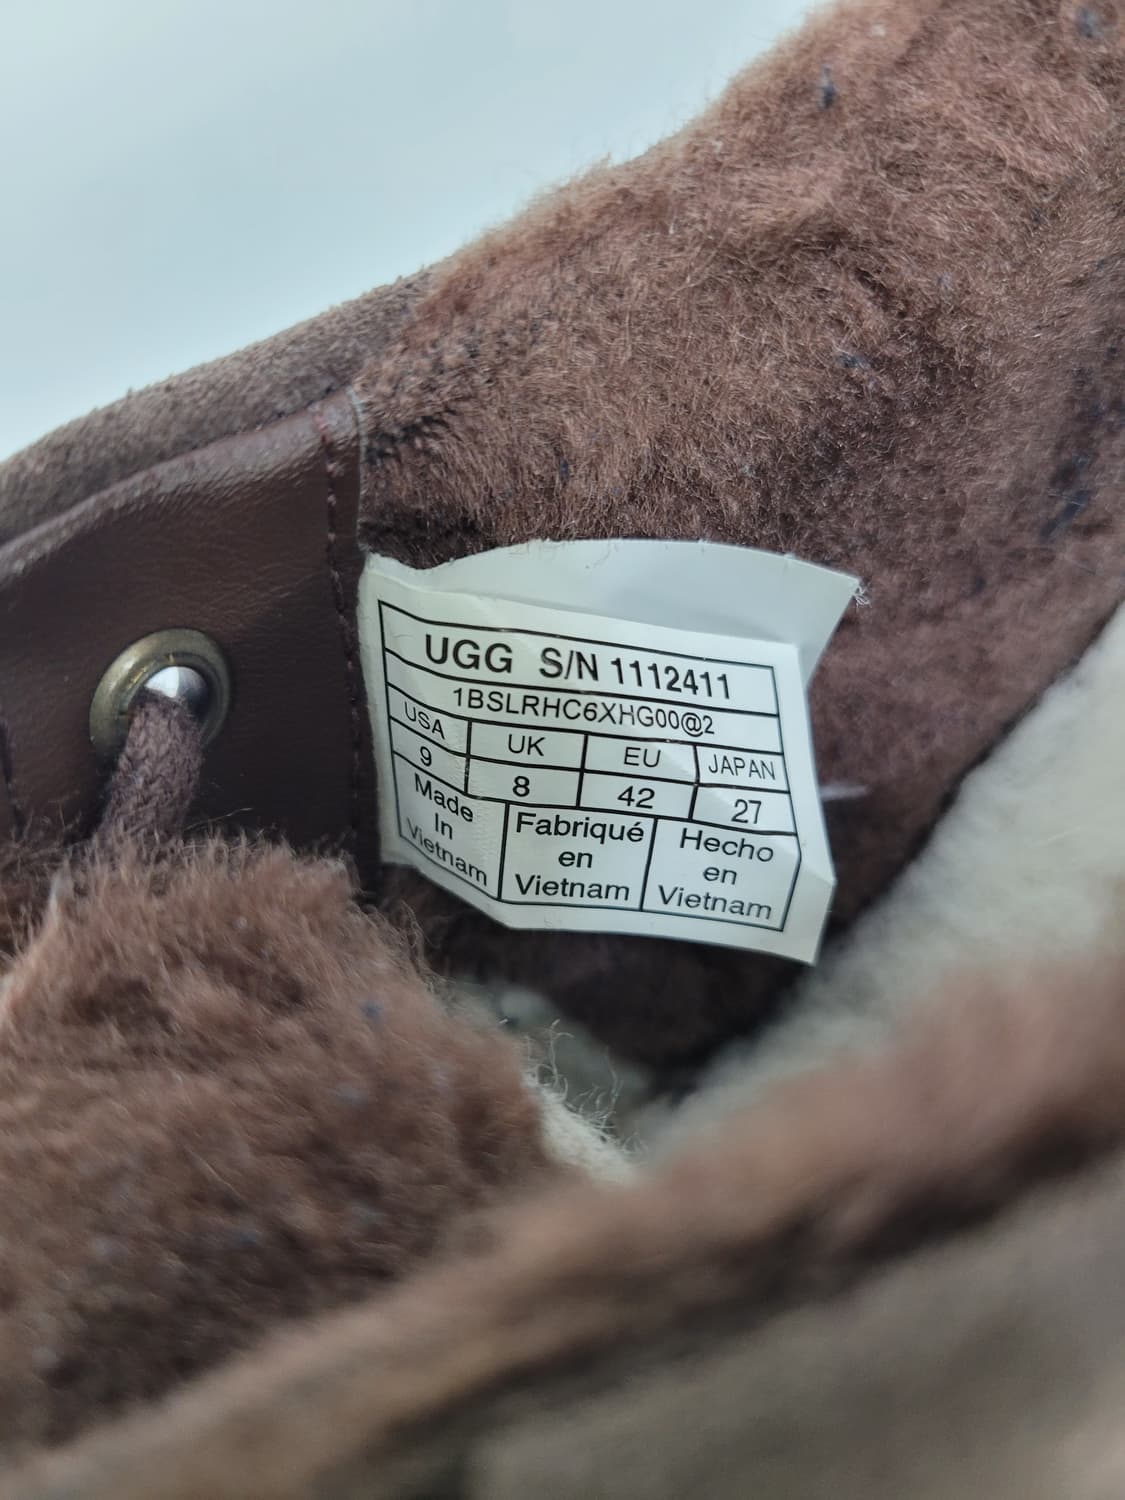 UGG S/N 1112411
1BSLRHC6XHG00@2
USA UK EU JAPAN
9 8 42 27
Made
In
Vietnam
Fabriqué
en
Vietnam
Hecho
en
Vietnam